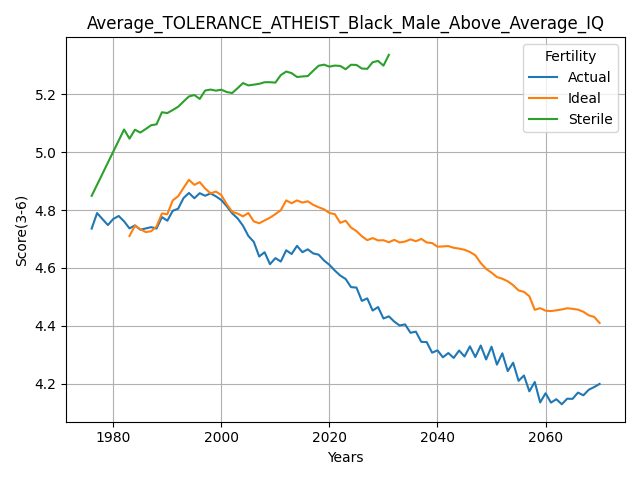 Average_TOLERANCE_ATHEIST_Black_Male_Above_Average_IQ
Fertility
Actual
Ideal
Sterile
Score(3-6)
5.2
5.0
4.8
4.6
4.4
4.2
1980 2000 2020 2040 2060
Years